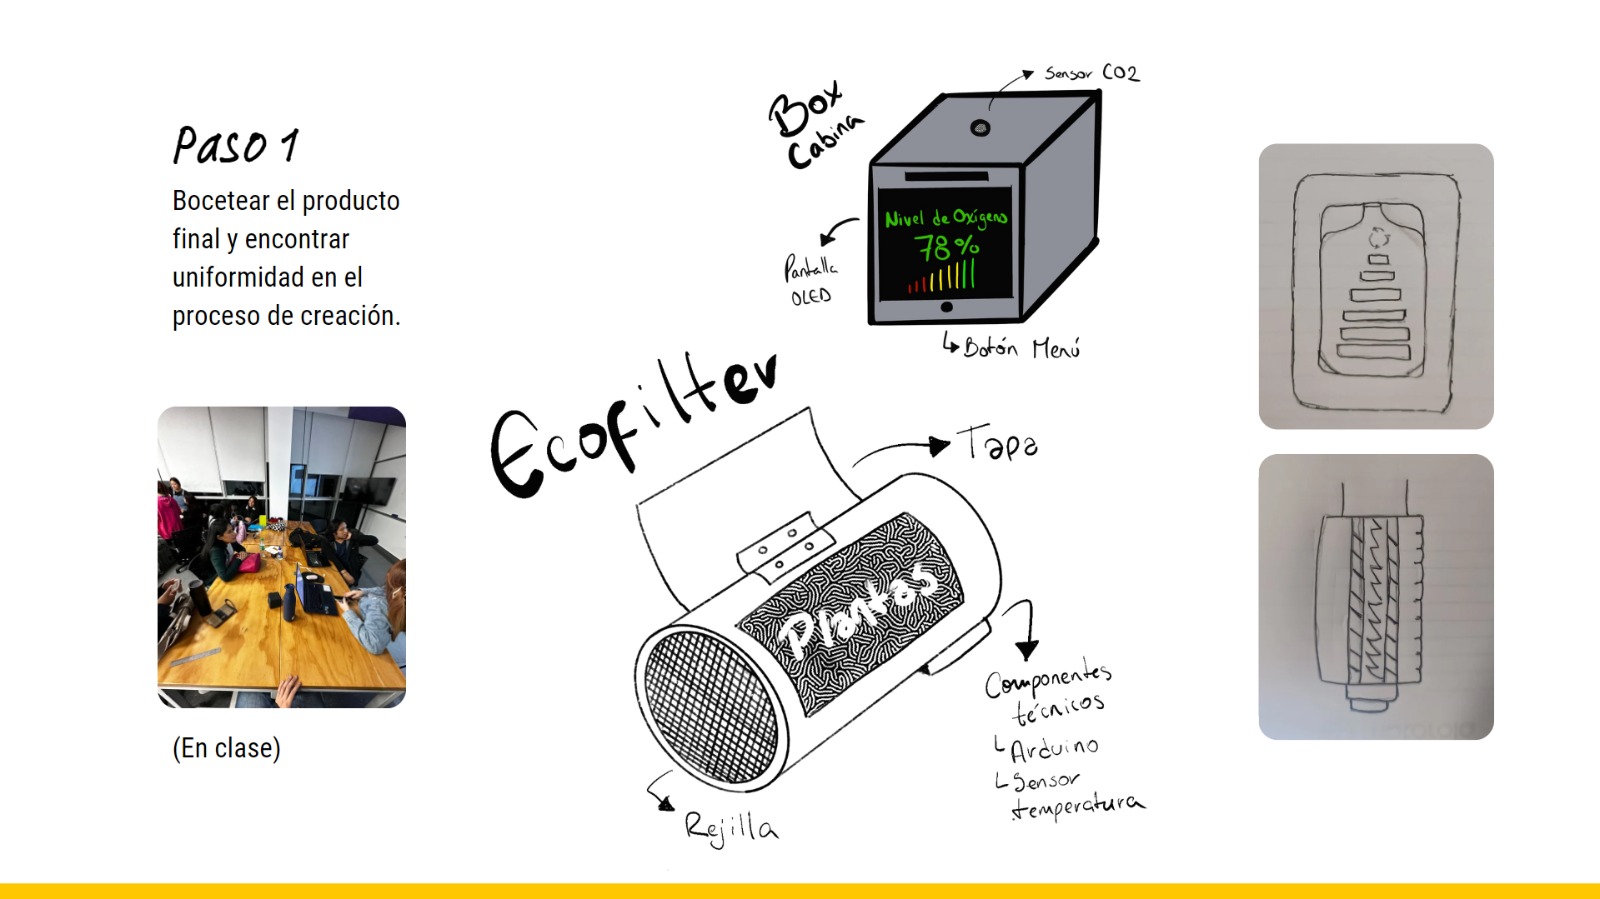 Paso 1
Bocetear el producto
final y encontrar
uniformidad en el
proceso de creación.
(En clase)
Box
Cabina
Sensor CO2
Nivel de Oxígeno
78%
Pantalla
OLED
Botón Menú
Ecofilter
Tapa
Plantas
Componentes
técnicos
Arduino
Sensor
temperatura
Rejilla